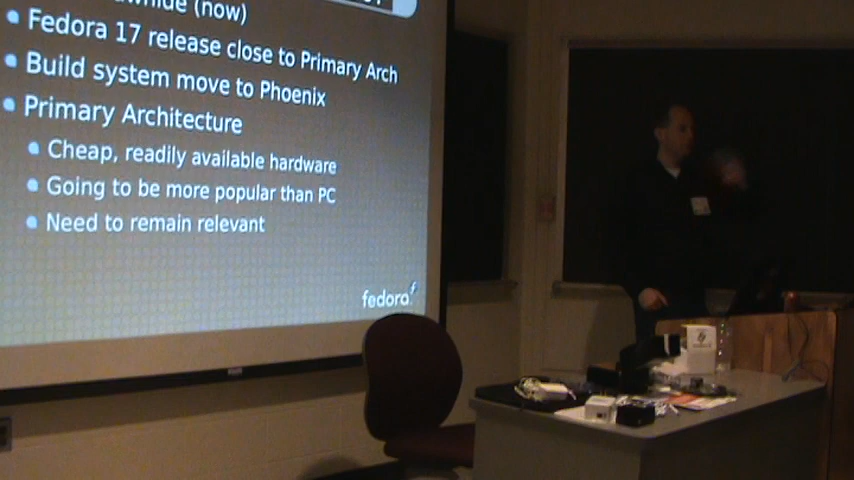 (now)
Fedora 17 release close to Primary Arch
Build system move to Phoenix
Primary Architecture
Cheap, readily available hardware
Going to be more popular than PC
Need to remain relevant
fedora